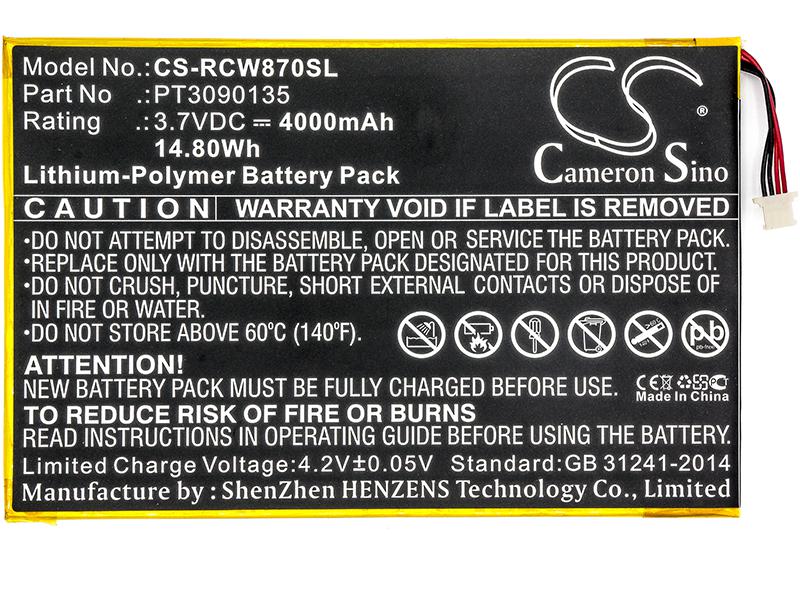 Model No.: CS-RCW870SL
Part No .: PT3090135
Rating .: 3.7VDC ⎓ 4000mAh
14.80Wh
Lithium-Polymer Battery Pack
CS
®
Cameron Sino
CAUTION WARRANTY VOID IF LABEL IS REMOVED
•DO NOT ATTEMPT TO DISASSEMBLE, OPEN OR SERVICE THE BATTERY PACK.
•REPLACE ONLY WITH THE BATTERY PACK DESIGNATED FOR THIS PRODUCT.
•DO NOT CRUSH, PUNCTURE, SHORT EXTERNAL CONTACTS OR DISPOSE OF
IN FIRE OR WATER.
•DO NOT STORE ABOVE 60°C (140°F).
Pb
ATTENTION!
NEW BATTERY PACK MUST BE FULLY CHARGED BEFORE FIRST USE.
CE
Made In China
TO REDUCE RISK OF FIRE OR BURNS
READ INSTRUCTIONS IN OPERATING GUIDE BEFORE USING THE BATTERY.
Limited Charge Voltage:4.2V±0.05V Standard:GB 31241-2014
Manufacture by : ShenZhen HENZENS Technology Co., Ltd.